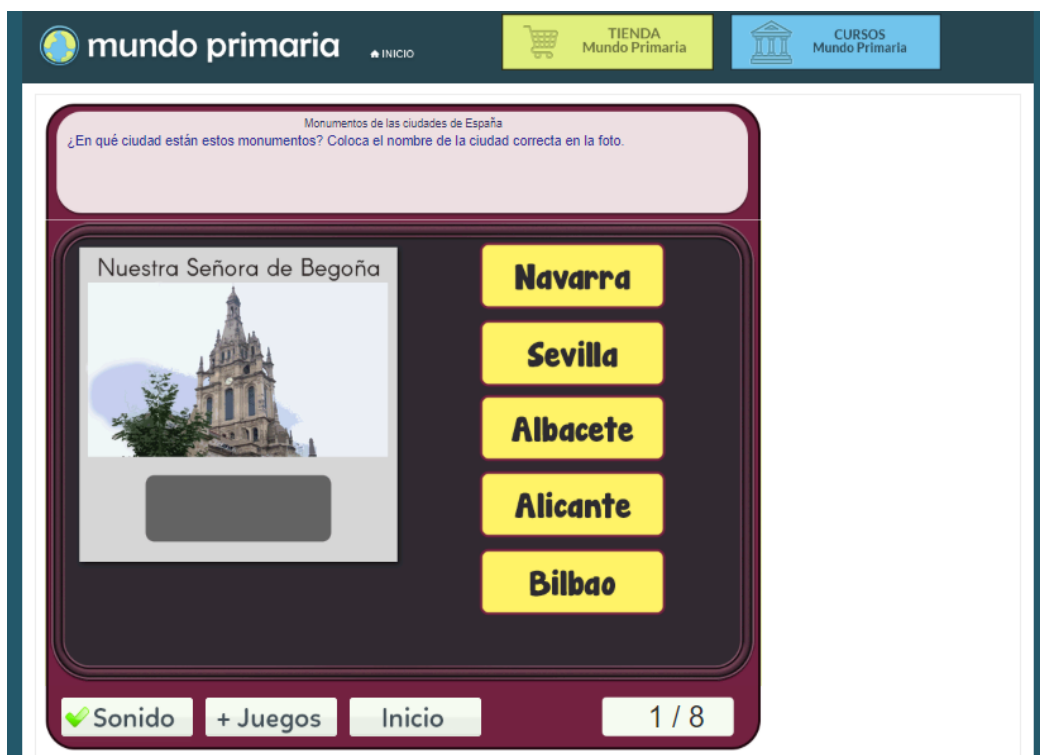 mundo primaria
INICIO
TIENDA
Mundo Primaria
CURSOS
Mundo Primaria
Monumentos de las ciudades de España
¿En qué ciudad están estos monumentos? Coloca el nombre de la ciudad correcta en la foto.
Nuestra Señora de Begoña
Navarra
Sevilla
Albacete
Alicante
Bilbao
Sonido
+ Juegos
Inicio
1 / 8